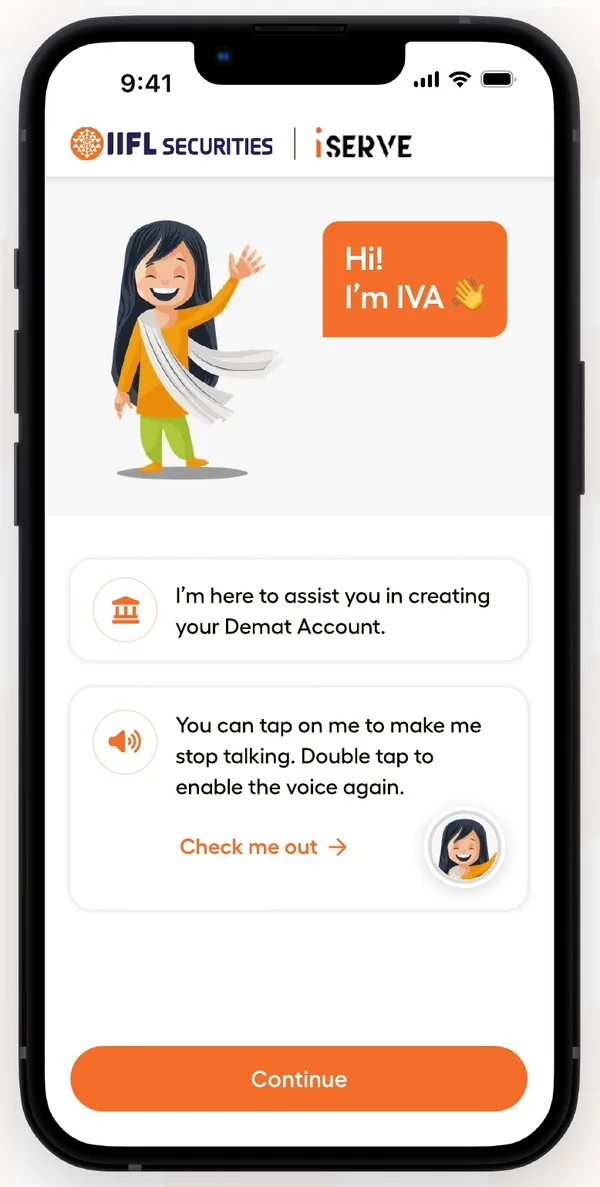 9:41
IIFL SECURITIES | iSERVE
Hi!
I’m IVA 👋
I’m here to assist you in creating
your Demat Account.
You can tap on me to make me
stop talking. Double tap to
enable the voice again.
Check me out →
Continue